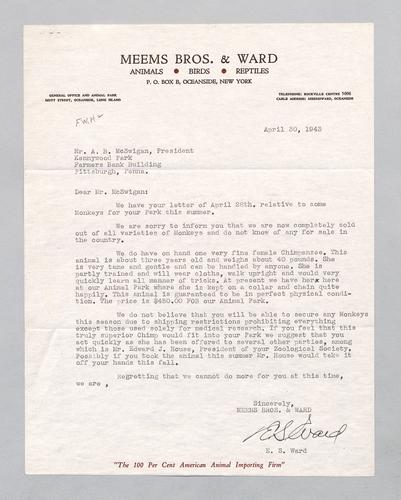 MEEMS BROS. & WARD
ANIMALS ● BIRDS ● REPTILES
P. O. BOX B, OCEANSIDE, NEW YORK
GENERAL OFFICE AND ANIMAL PARK
MOTT STREET, OCEANSIDE, LONG ISLAND
TELEPHONE: ROCKVILLE CENTRE 5006
CABLE ADDRESS: MEEMSWARD, OCEANSIDE
F.W.H
April 30, 1943
Mr. A. B. McSwigan, President
Kennywood Park
Farmers Bank Building
Pittsburgh, Penna.
Dear Mr. McSwigan:
We have your letter of April 28th, relative to some
Monkeys for your Park this summer.
We are sorry to inform you that we are now completely sold
out of all varieties of Monkeys and do not know of any for sale in
the country.
We do have on hand one very fine female Chimpanzee. This
animal is about three years old and weighs about 40 pounds. She
is very tame and gentle and can be handled by anyone. She is
partly trained and will wear cloths, walk upright and would very
quickly learn all manner of tricks. At present we have her here
at our Animal Park where she is kept on a collar and chain quite
happily. This animal is guaranteed to be in perfect physical condi-
tion. The price is $450.00 FOB our Animal Park.
We do not believe that you will be able to secure any Monkeys
this season due to shipping restrictions prohibiting everything
except those used solely for medical research. If you feel that this
truly superior Chimp would fit into your Park we suggest that you
act quickly as she has been offered to several other parties, among
which is Mr. Edward J. House, President of your Zoological Society.
Possibly if you took the animal this summer Mr. House would take it
off your hands this fall.
Regretting that we cannot do more for you at this time,
we are ,
Sincerely,
MEEMS BROS. & WARD
E S Ward
E. S. Ward
"The 100 Per Cent American Animal Importing Firm"